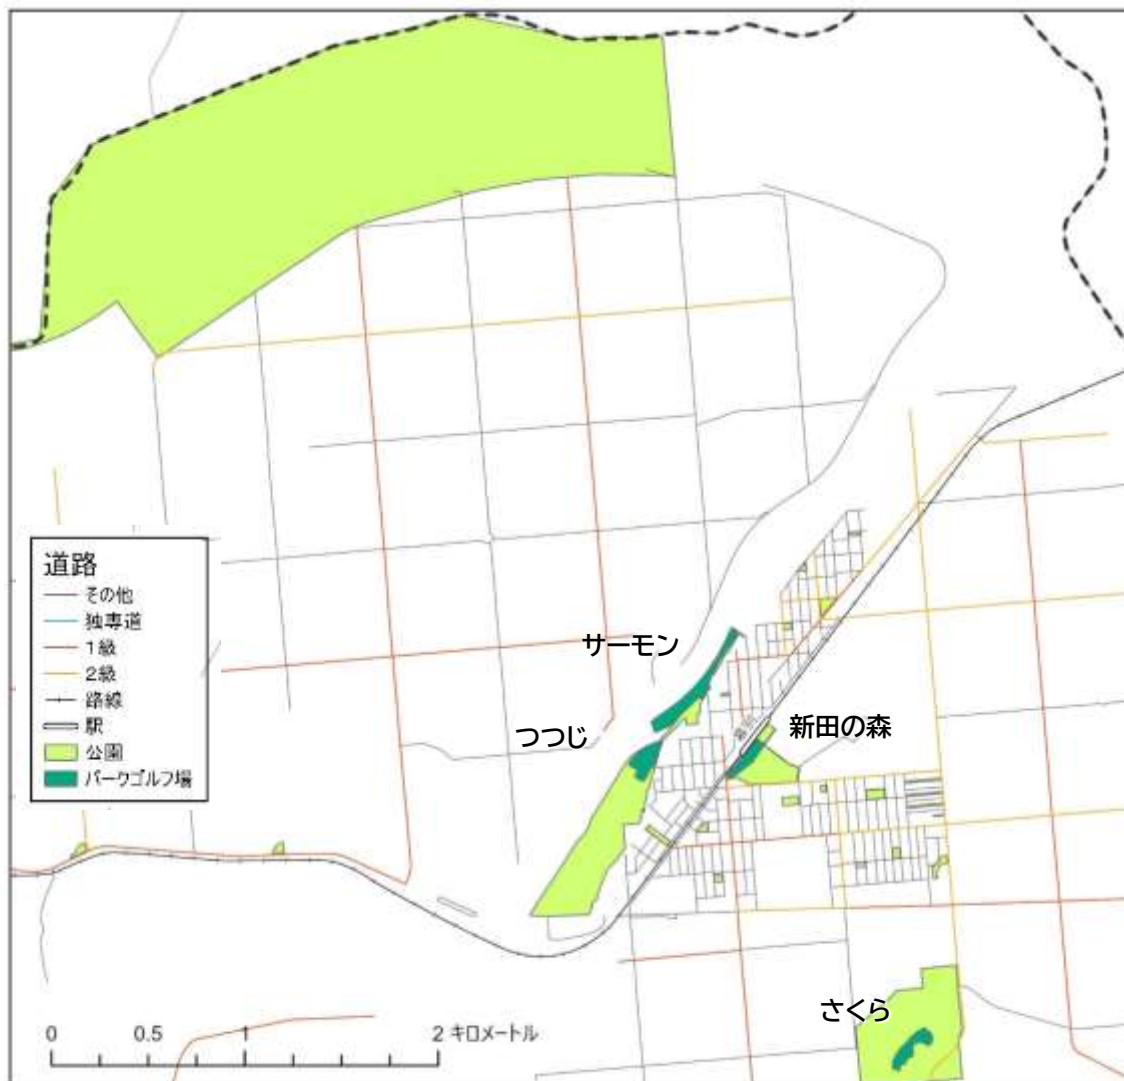 サーモン
つつじ
新田の森
道路
その他
独専道
1級
2級
路線
駅
公園
パークゴルフ場
さくら
0 0.5 1 2 キロメートル